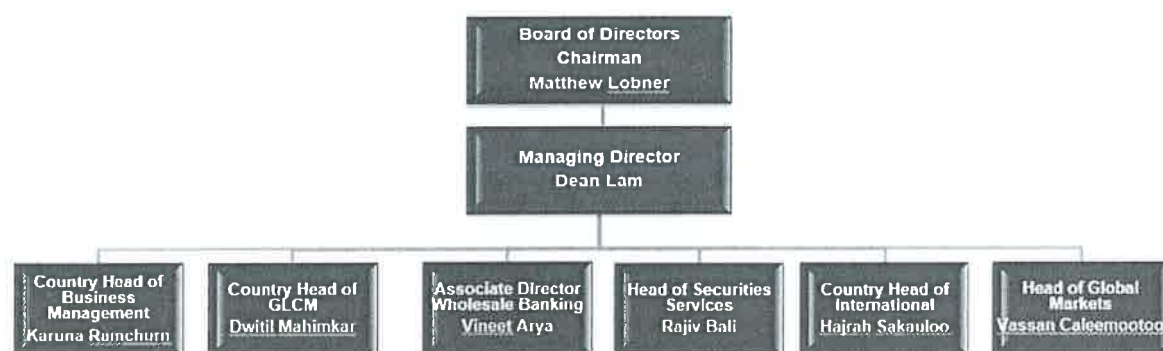 Board of Directors
Chairman
Matthew Lobner
Managing Director
Dean Lam
Country Head of
Business
Management
Karuna Ramchurn
Country Head of
GLCM
Dwitil Mahimkar
Associate Director
Wholesale Banking
Vineet Arya
Head of Securities
Services
Rajiv Bali
Country Head of
International
Hajrah Sakauloo
Head of Global
Markets
Vassan Caleemootoo